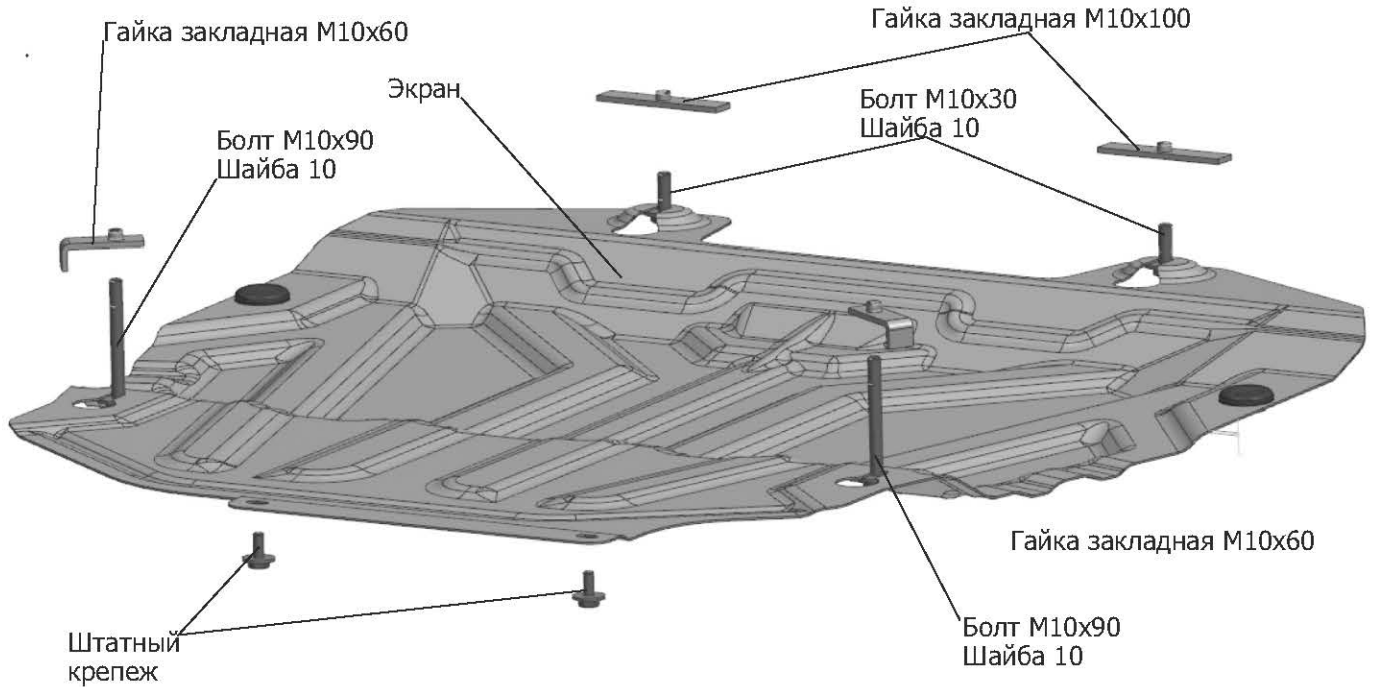 Гайка закладная М10х100
Гайка закладная М10х60
Экран
Болт М10х30
Шайба 10
Болт М10х90
Шайба 10
Гайка закладная М10х60
Болт М10х90
Шайба 10
Штатный
крепеж